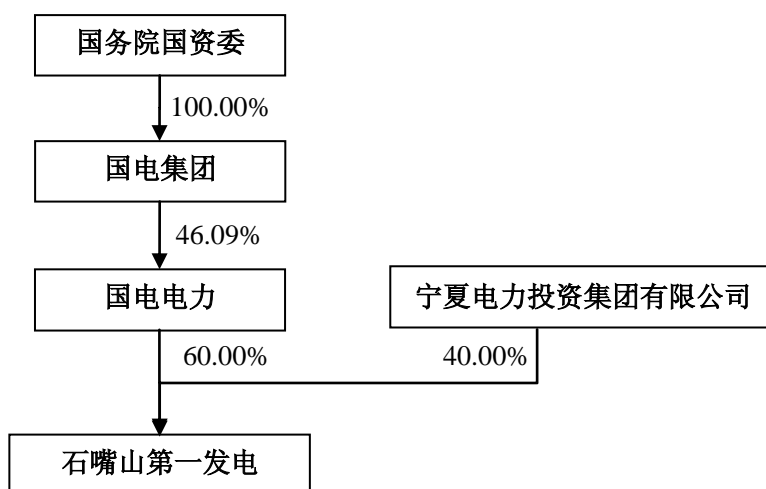 国务院国资委
100.00%
国电集团
46.09%
国电电力
宁夏电力投资集团有限公司
60.00%
40.00%
石嘴山第一发电